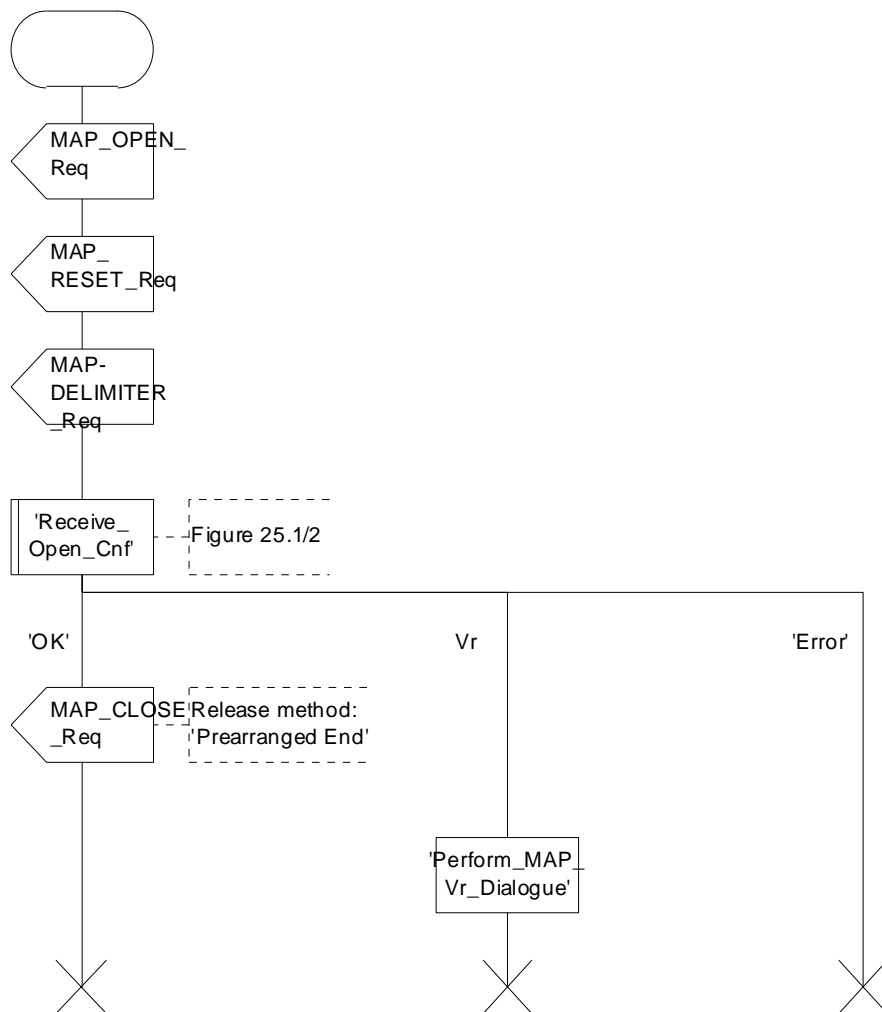 MAP_OPEN_
Req
MAP_
RESET_Req
MAP-
DELIMITER
_Req
'Receive_
Open_Cnf'
Figure 25.1/2
'OK'
Vr
'Error'
MAP_CLOSE
_Req
Release method:
'Prearranged End'
'Perform_MAP_
Vr_Dialogue'